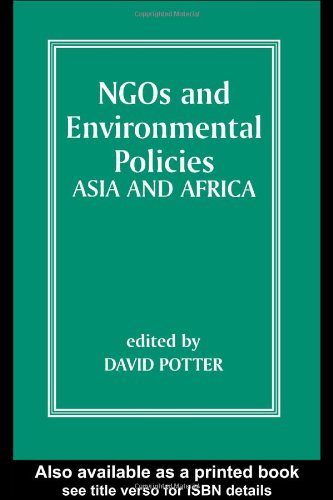 NGOs and
Environmental
Policies
ASIA AND AFRICA
edited by
DAVID POTTER
Also available as a printed book
see title verso for ISBN details